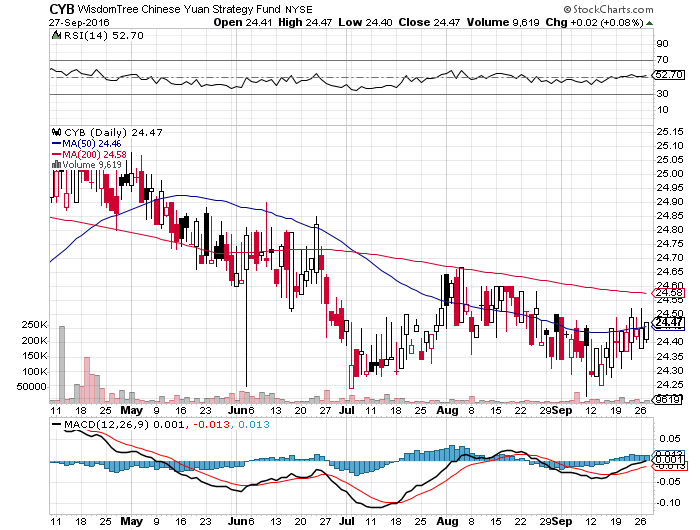 CYB WisdomTree Chinese Yuan Strategy Fund NYSE © StockCharts.com
27-Sep-2016 Open 24.41 High 24.47 Low 24.40 Close 24.47 Volume 9,619 Chg +0.02 (+0.08%)
RSI(14) 52.70
90
70
52.70
30
10
CYB (Daily) 24.47
MA(50) 24.46
MA(200) 24.58
Volume 9,619
25.15
25.10
25.05
25.00
24.95
24.90
24.85
24.80
24.75
24.70
24.65
24.60
24.58
24.47
24.40
24.35
24.30
24.25
24.20
9619
250K
200K
150K
100K
50000
11 18 25 May 9 16 23 Jun 6 13 20 27 Jul 11 18 25 Aug 8 15 22 29 Sep 12 19 26
MACD(12,26,9) 0.001, -0.013, 0.013
0.05
0.013
0.001
-0.013
-0.05
-0.10
11 18 25 May 9 16 23 Jun 6 13 20 27 Jul 11 18 25 Aug 8 15 22 29 Sep 12 19 26